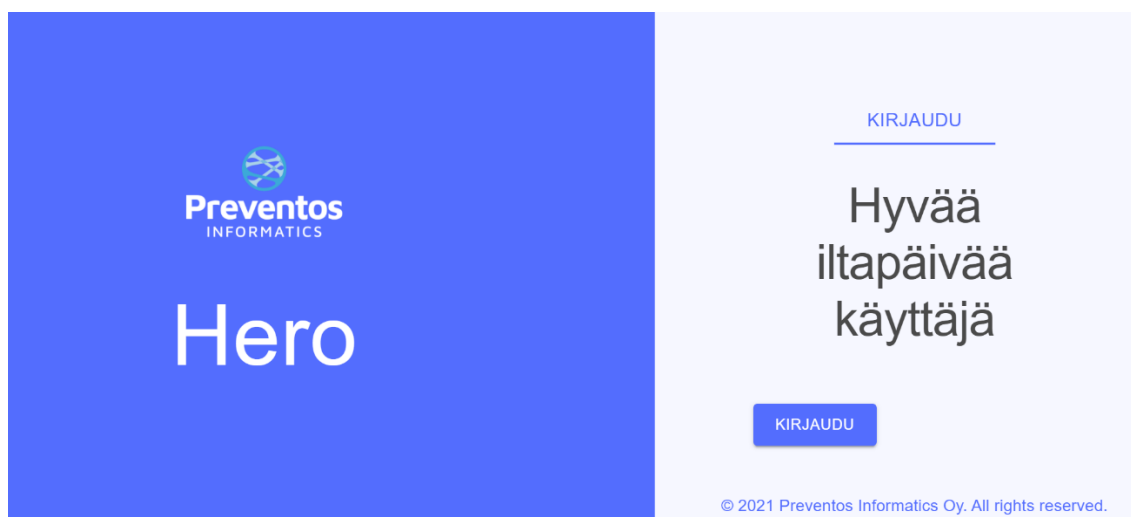 Preventos
INFORMATICS
Hero
KIRJAUDU
Hyvää
iltapäivää
käyttäjä
KIRJAUDU
© 2021 Preventos Informatics Oy. All rights reserved.